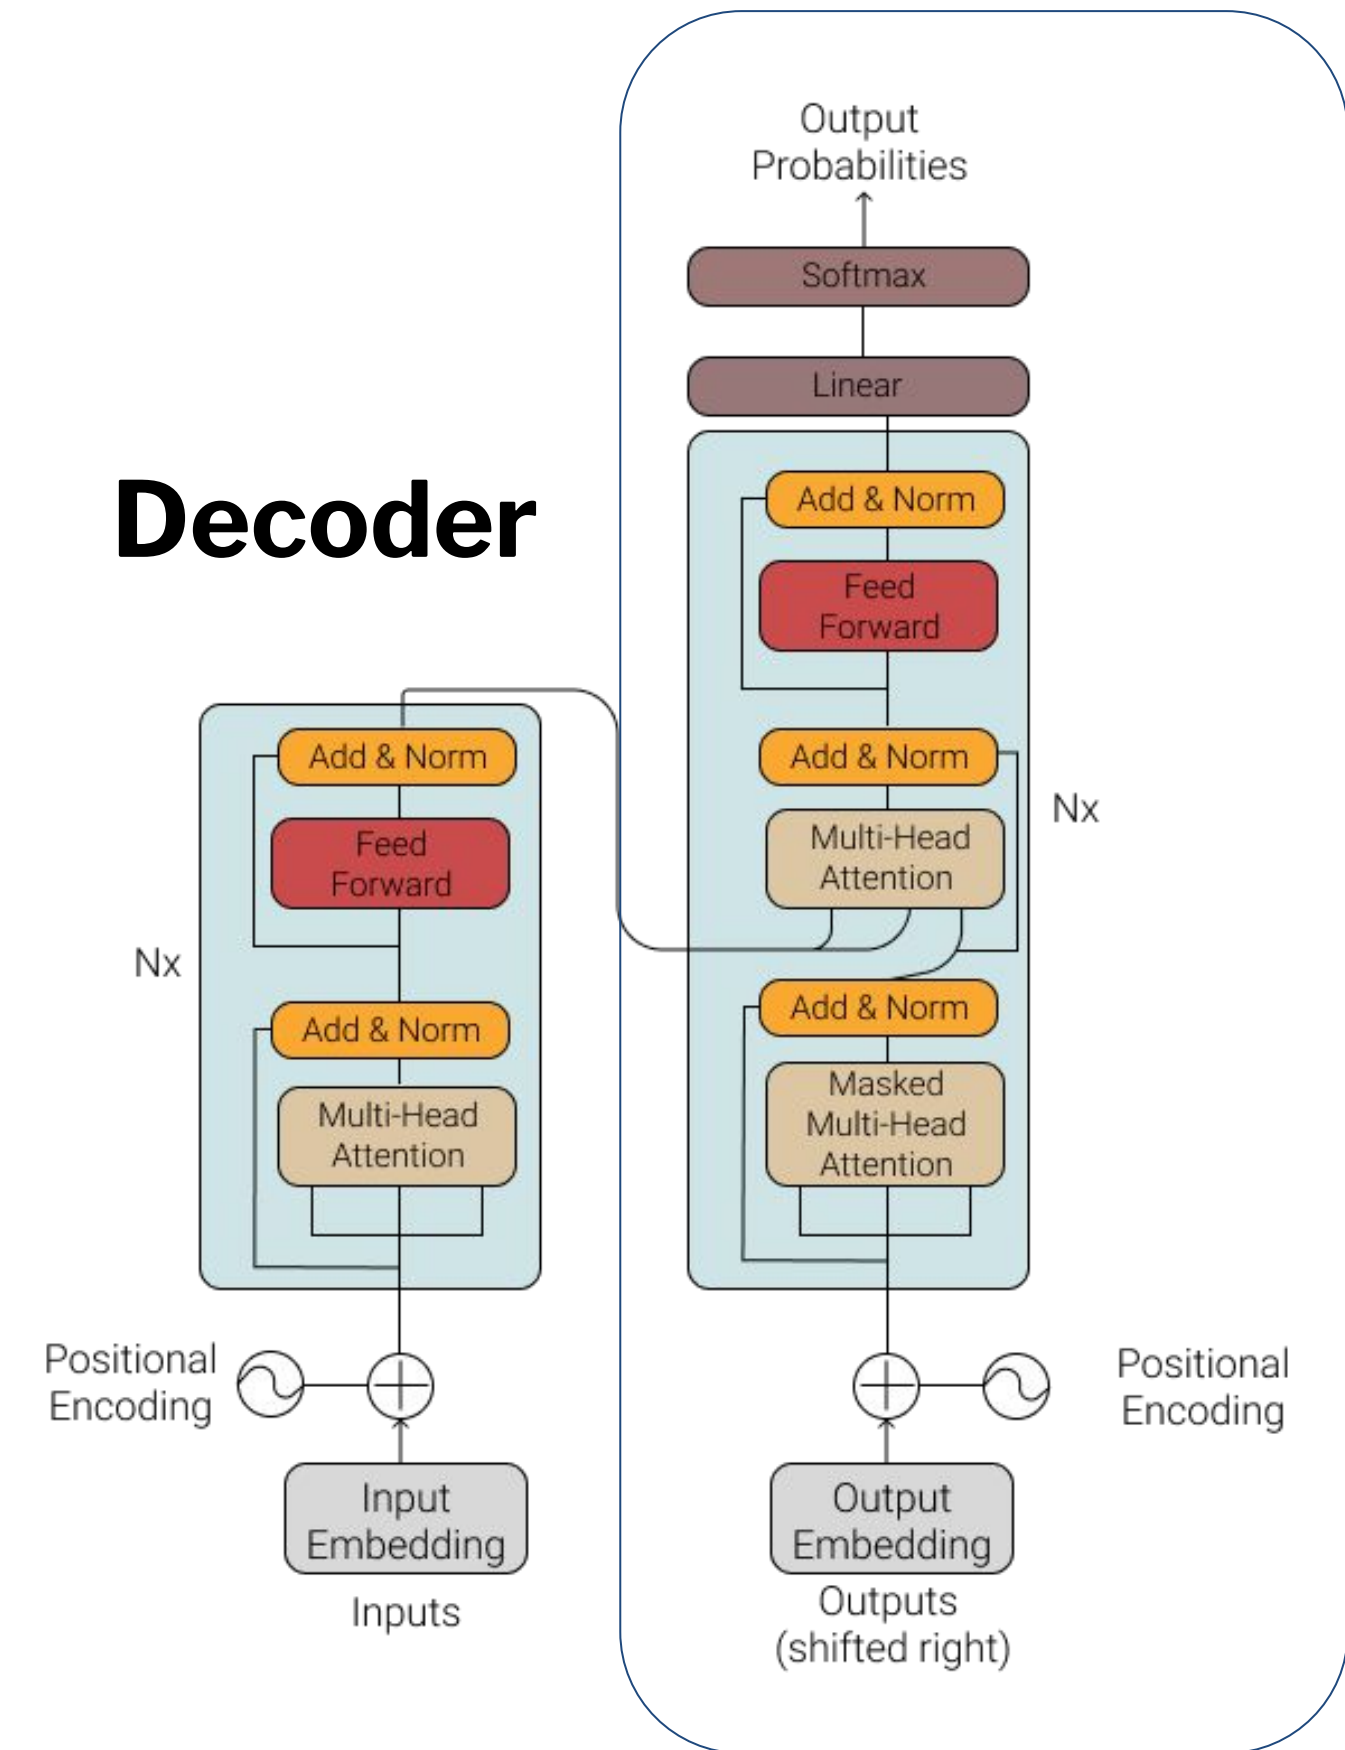 Decoder
Output
Probabilities
Softmax
Linear
Add & Norm
Feed
Forward
Add & Norm
Multi-Head
Attention
Nx
Add & Norm
Masked
Multi-Head
Attention
Positional
Encoding
Output
Embedding
Outputs
(shifted right)
Add & Norm
Feed
Forward
Nx
Add & Norm
Multi-Head
Attention
Positional
Encoding
Input
Embedding
Inputs